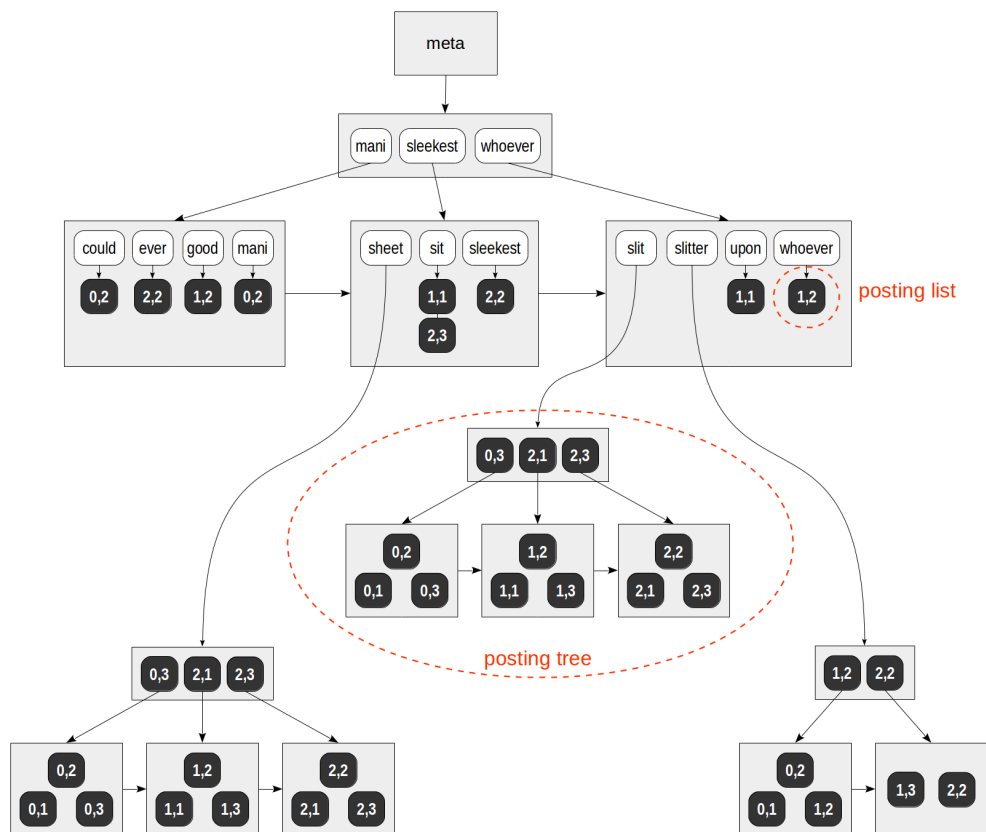 meta
mani sleekest whoever
could ever good mani
0,2 2,2 1,2 0,2
sheet sit sleekest
1,1 2,2
2,3
slit slitter upon whoever
1,1 1,2
posting list
0,3 2,1 2,3
0,2
0,1 0,3
1,2
1,1 1,3
2,2
2,1 2,3
posting tree
0,3 2,1 2,3
0,2
0,1 0,3
1,2
1,1 1,3
2,2
2,1 2,3
1,2 2,2
0,2
0,1 1,2
1,3 2,2